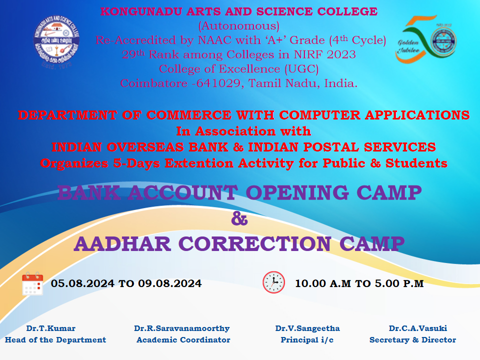 KONGUNADU ARTS AND SCIENCE COLLEGE
(Autonomous)
Re-Accredited by NAAC with 'A+' Grade (4th Cycle)
29th Rank among Colleges in NIRF 2023
College of Excellence (UGC)
Coimbatore -641029, Tamil Nadu, India.
Golden
Jubilee
DEPARTMENT OF COMMERCE WITH COMPUTER APPLICATIONS
In Association with
INDIAN OVERSEAS BANK & INDIAN POSTAL SERVICES
Organizes 5-Days Extention Activity for Public & Students
BANK ACCOUNT OPENING CAMP
&
AADHAR CORRECTION CAMP
05.08.2024 TO 09.08.2024 10.00 A.M TO 5.00 P.M
Dr.T.Kumar Dr.R.Saravanamoorthy Dr.V.Sangeetha Dr.C.A.Vasuki
Head of the Department Academic Coordinator Principal i/c Secretary & Director